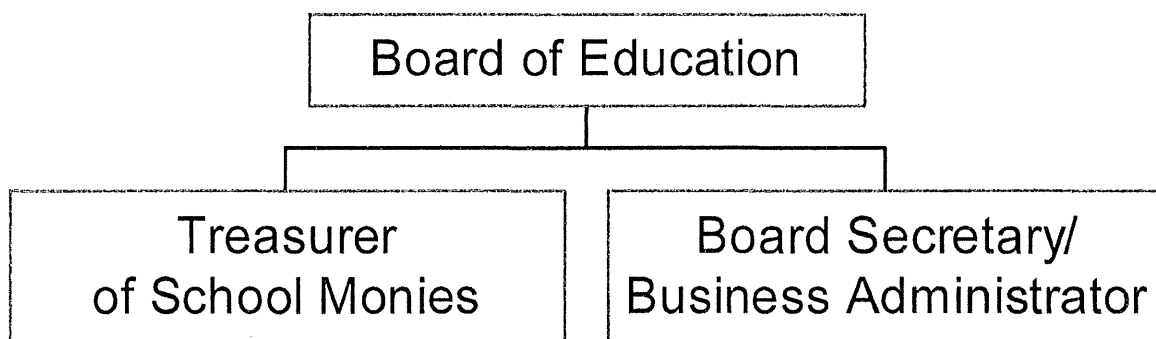 Board of Education
Treasurer
of School Monies
Board Secretary/
Business Administrator